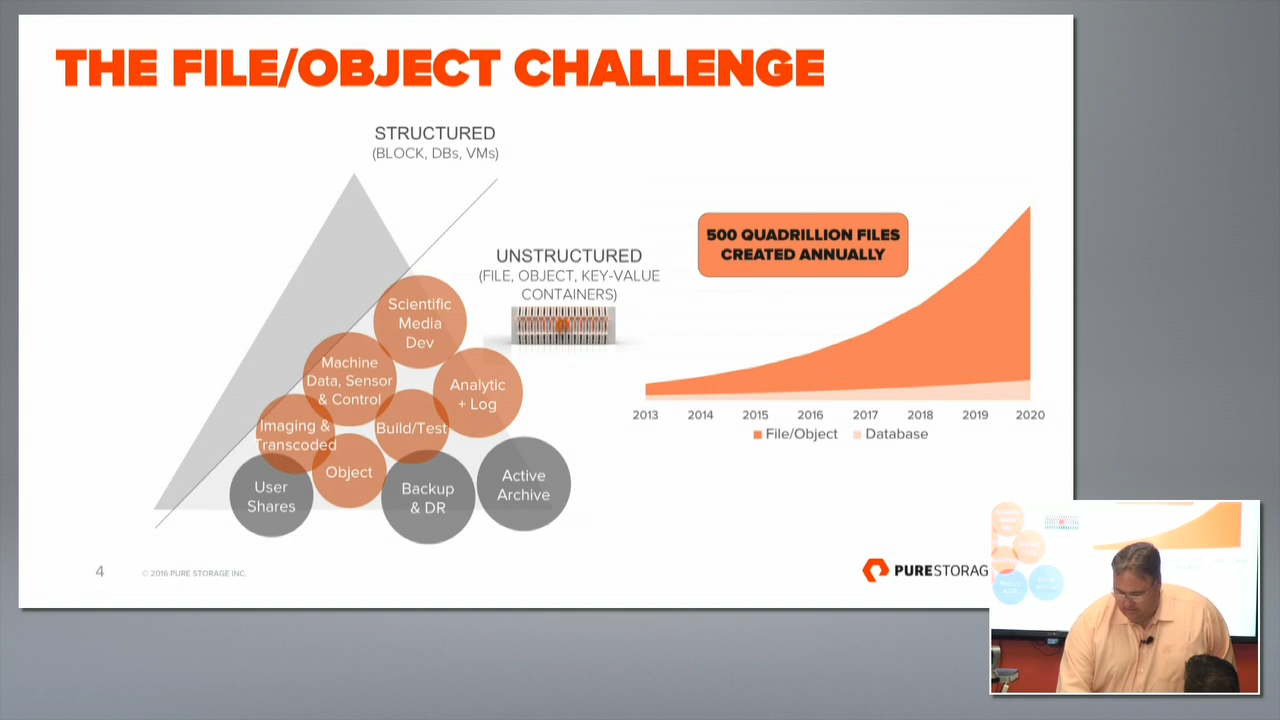 THE FILE/OBJECT CHALLENGE
STRUCTURED
(BLOCK, DBs, VMs)
UNSTRUCTURED
(FILE, OBJECT, KEY-VALUE
CONTAINERS)
Scientific
Media
Dev
Machine
Data, Sensor
& Control
Analytic
+ Log
Imaging &
Transcoded
Build/Test
Object
User
Shares
Backup
& DR
Active
Archive
500 QUADRILLION FILES
CREATED ANNUALLY
2013 2014 2015 2016 2017 2018 2019 2020
File/Object Database
4
© 2016 PURE STORAGE INC.
PURESTORAG